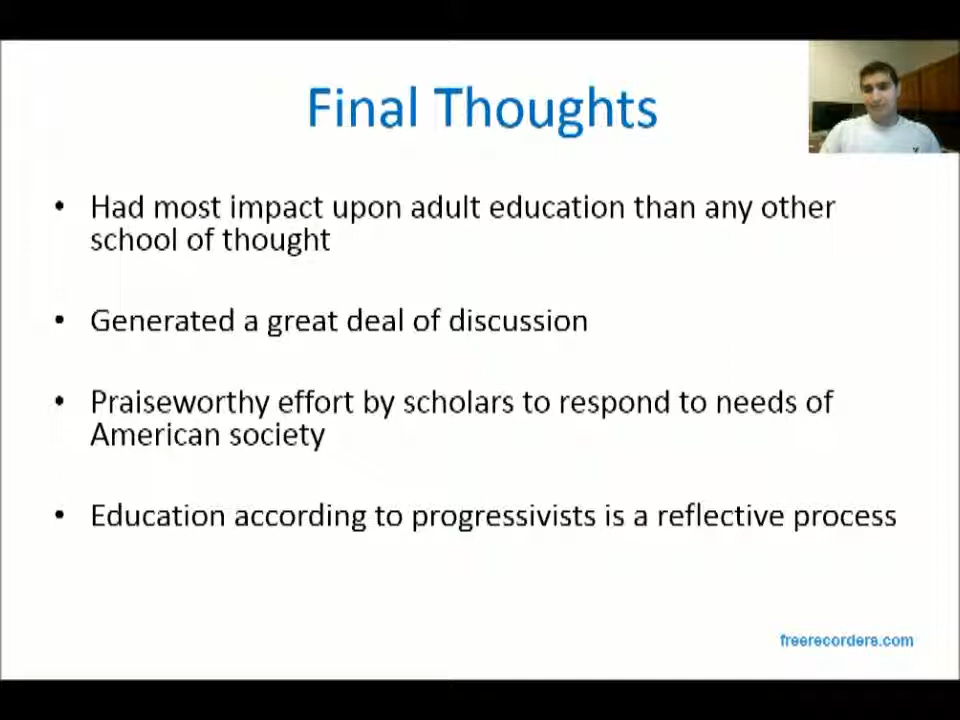 Final Thoughts
• Had most impact upon adult education than any other
school of thought
• Generated a great deal of discussion
• Praiseworthy effort by scholars to respond to needs of
American society
• Education according to progressivists is a reflective process
freerecorders.com